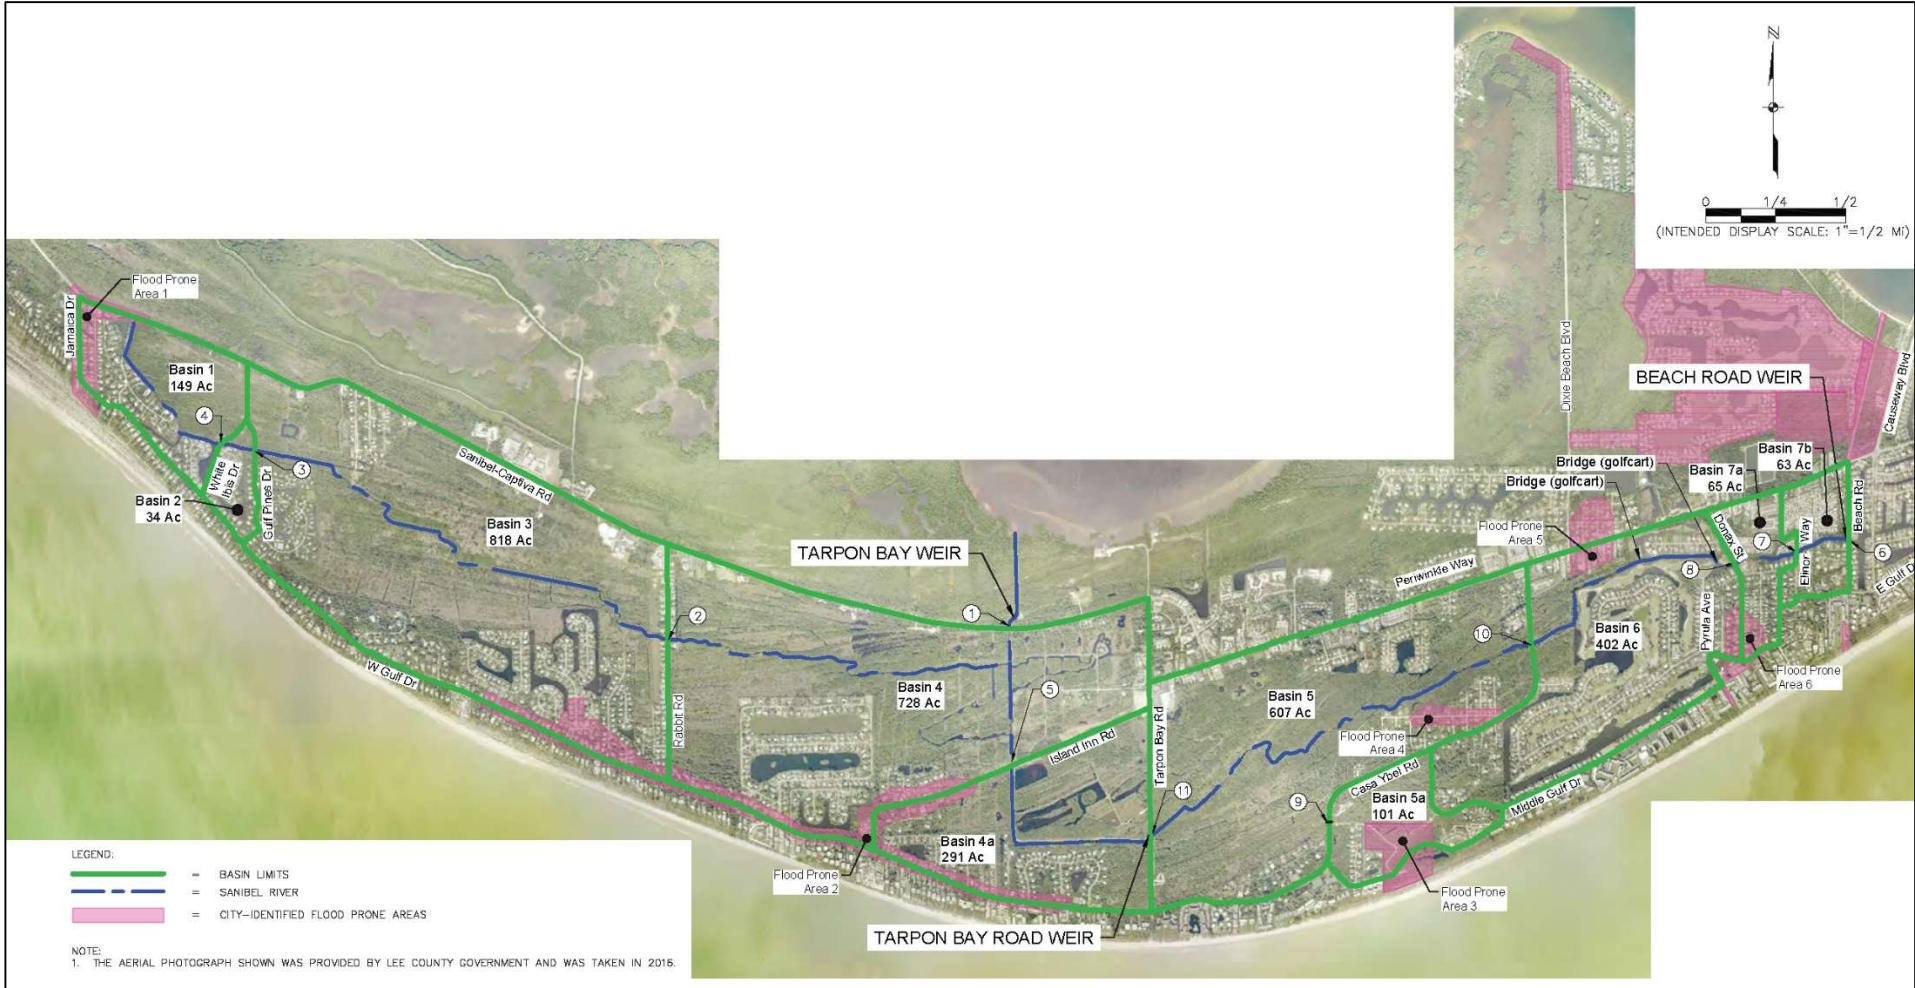 N
0 1/4 1/2
(INTENDED DISPLAY SCALE: 1"=1/2 Mi)
Flood Prone
Area 1
Jamaica Dr
Basin 1
149 Ac
4
3
White
Ibis Dr
Gulf Pines Dr
Basin 2
34 Ac
Sanibel-Captiva Rd
Basin 3
818 Ac
W Gulf Dr
2
Rabbit Rd
TARPON BAY WEIR
1
Basin 4
728 Ac
5
Island Inn Rd
Tarpon Bay Rd
Basin 4a
291 Ac
Flood Prone
Area 2
TARPON BAY ROAD WEIR
11
Basin 5
607 Ac
Periwinkle Way
Flood Prone
Area 4
Casa Ybel Rd
9
Basin 5a
101 Ac
Flood Prone
Area 3
Middle Gulf Dr
10
Basin 6
402 Ac
Flood Prone
Area 5
Bridge (golfcart)
Bridge (golfcart)
Dixie Beach Blvd
BEACH ROAD WEIR
Causeway Blvd
Basin 7a
65 Ac
Basin 7b
63 Ac
Donax St
8
7
Elinor Way
Beach Rd
6
E Gulf D
Pyrula Ave
Flood Prone
Area 6
LEGEND:
= BASIN LIMITS
= SANIBEL RIVER
= CITY-IDENTIFIED FLOOD PRONE AREAS
NOTE:
1. THE AERIAL PHOTOGRAPH SHOWN WAS PROVIDED BY LEE COUNTY GOVERNMENT AND WAS TAKEN IN 2016.